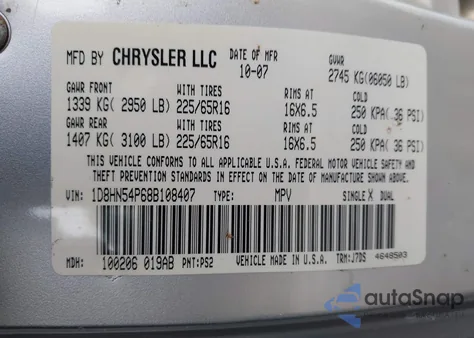 MFD BY CHRYSLER LLC DATE OF MFR GVWR
10-07 2745 KG(06050 LB)
GAWR FRONT WITH TIRES RIMS AT COLD
1339 KG( 2950 LB) 225/65R16 16X6.5 250 KPA( 36 PSI)
GAWR REAR WITH TIRES RIMS AT COLD
1407 KG( 3100 LB) 225/65R16 16X6.5 250 KPA( 36 PSI)
THIS VEHICLE CONFORMS TO ALL APPLICABLE U.S.A. FEDERAL MOTOR VEHICLE SAFETY AND
THEFT PREVENTION STANDARDS IN EFFECT ON THE DATE OF MANUFACTURE SHOWN ABOVE.
VIN: 1D8HN54P68B108407 TYPE: MPV SINGLE X DUAL
MDH: 100206 019AB PNT:PS2 VEHICLE MADE IN U.S.A. TRM:J7DS 4648503
autoSnap